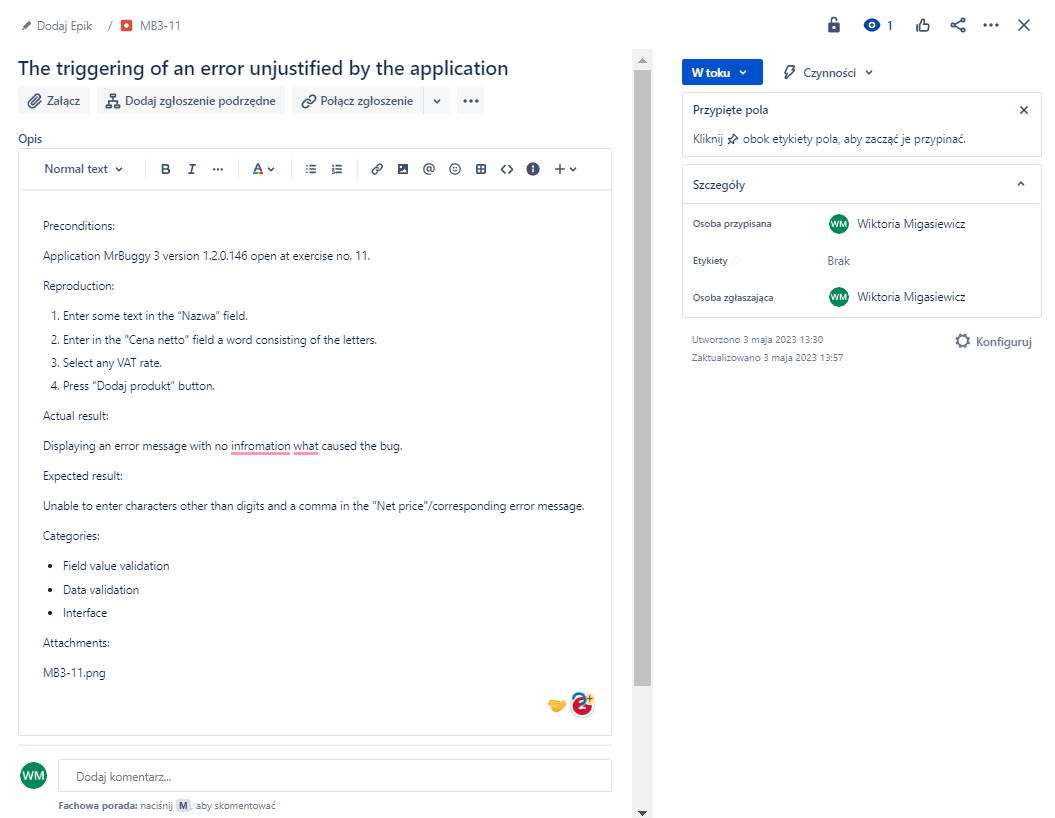 Dodaj Epik / MB3-11
1
The triggering of an error unjustified by the application
Załącz Dodaj zgłoszenie podrzędne Połącz zgłoszenie
Opis
Normal text B I A @
Preconditions:
Application MrBuggy 3 version 1.2.0.146 open at exercise no. 11.
Reproduction:
1. Enter some text in the “Nazwa” field.
2. Enter in the "Cena netto" field a word consisting of the letters.
3. Select any VAT rate.
4. Press “Dodaj produkt” button.
Actual result:
Displaying an error message with no infromation what caused the bug.
Expected result:
Unable to enter characters other than digits and a comma in the "Net price"/corresponding error message.
Categories:
• Field value validation
• Data validation
• Interface
Attachments:
MB3-11.png
2
WM Dodaj komentarz...
Fachowa porada: naciśnij M, aby skomentować
W toku Czynności
Przypięte pola
Kliknij obok etykiety pola, aby zacząć je przypinać.
Szczegóły
Osoba przypisana WM Wiktoria Migasiewicz
Etykiety Brak
Osoba zgłaszająca WM Wiktoria Migasiewicz
Utworzono 3 maja 2023 13:30
Zaktualizowano 3 maja 2023 13:57
Konfiguruj